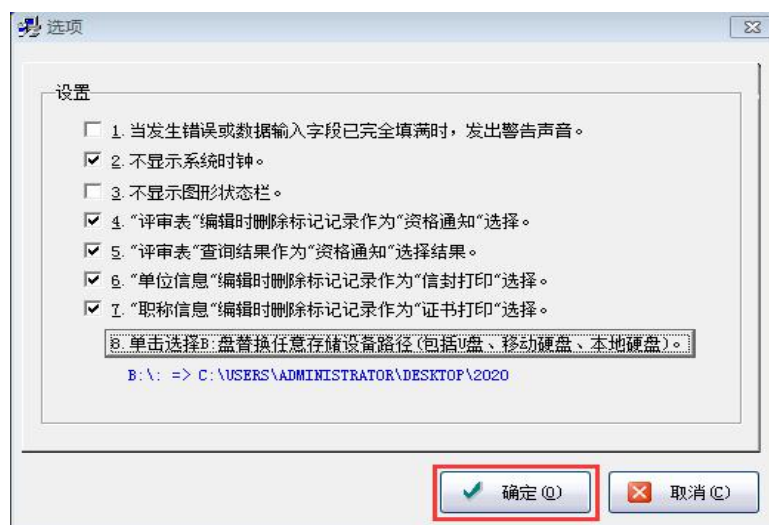 选项
设置
1.当发生错误或数据输入字段已完全填满时，发出警告声音。
2.不显示系统时钟。
3.不显示图形状态栏。
4.“评审表“编辑时删除标记记录作为“资格通知“选择。
5.“评审表“查询结果作为“资格通知“选择结果。
6.“单位信息“编辑时删除标记记录作为“信封打印“选择。
7.“职称信息“编辑时删除标记记录作为“证书打印“选择。
8.单击选择B:盘替换任意存储设备路径(包括U盘、移动硬盘、本地硬盘)。
B:\: => C:\USERS\ADMINISTRATOR\DESKTOP\2020
确定(O) 取消(C)